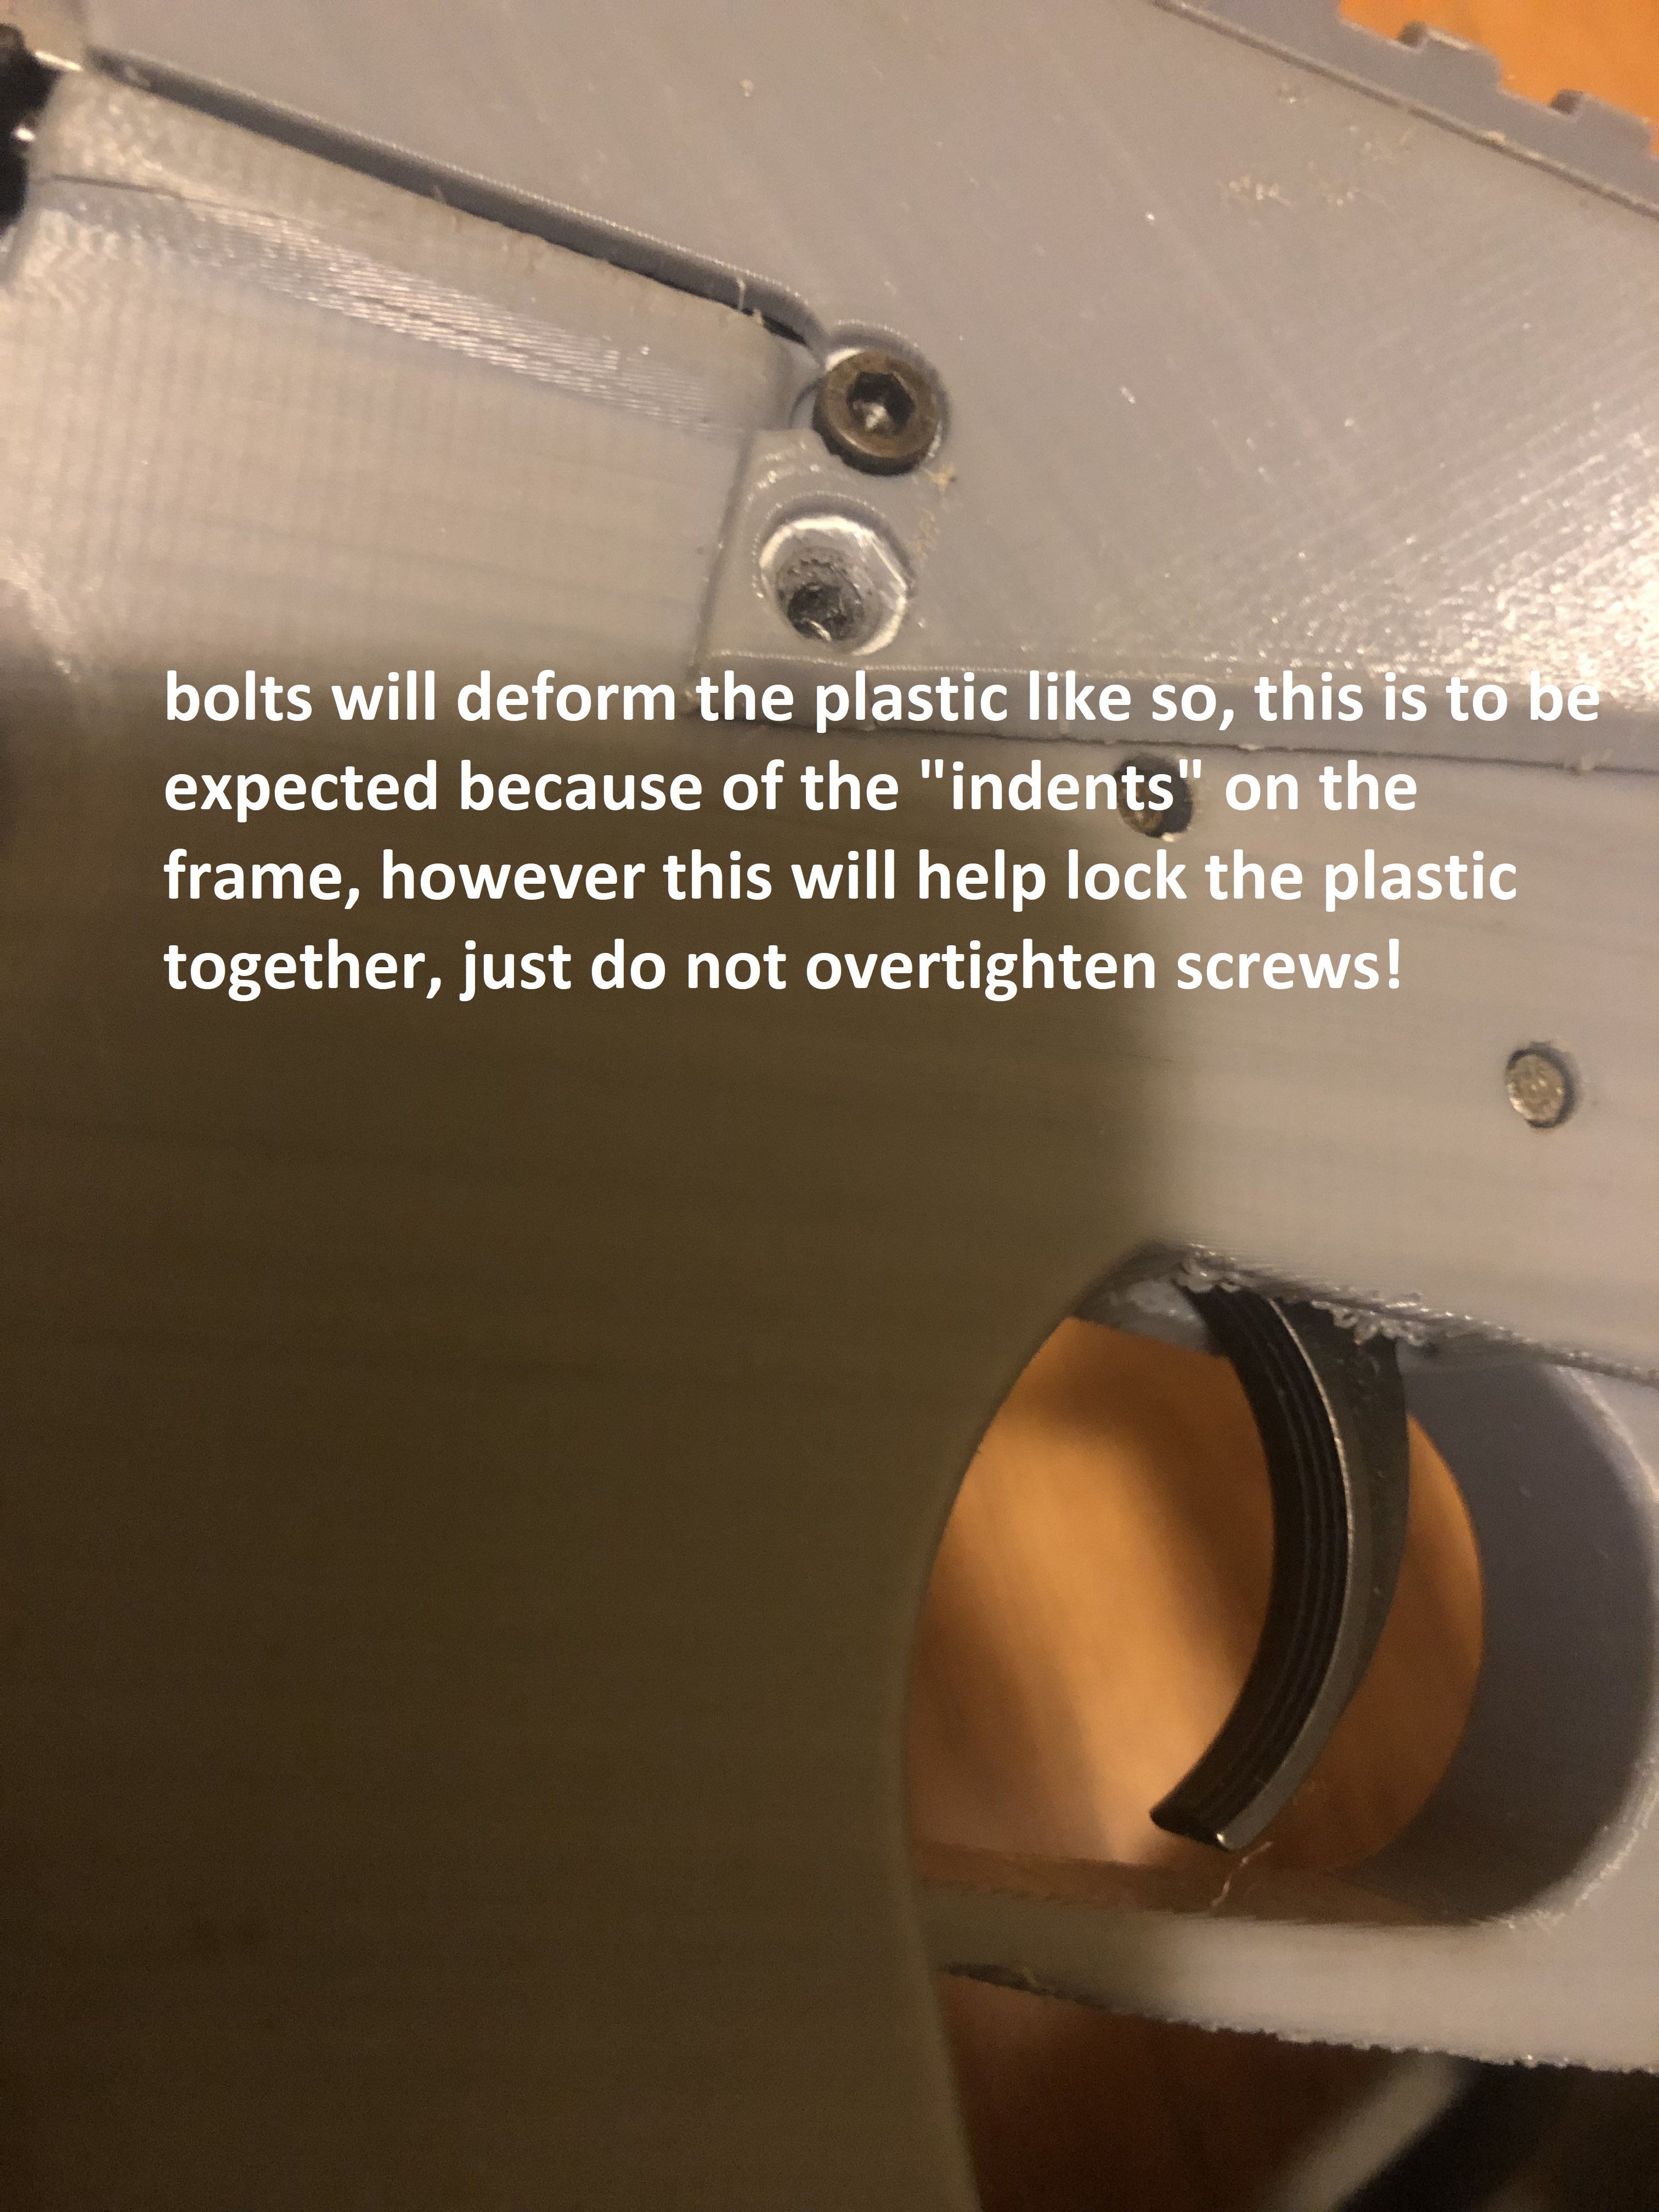 bolts will deform the plastic like so, this is to be
expected because of the "indents" on the
frame, however this will help lock the plastic
together, just do not overtighten screws!